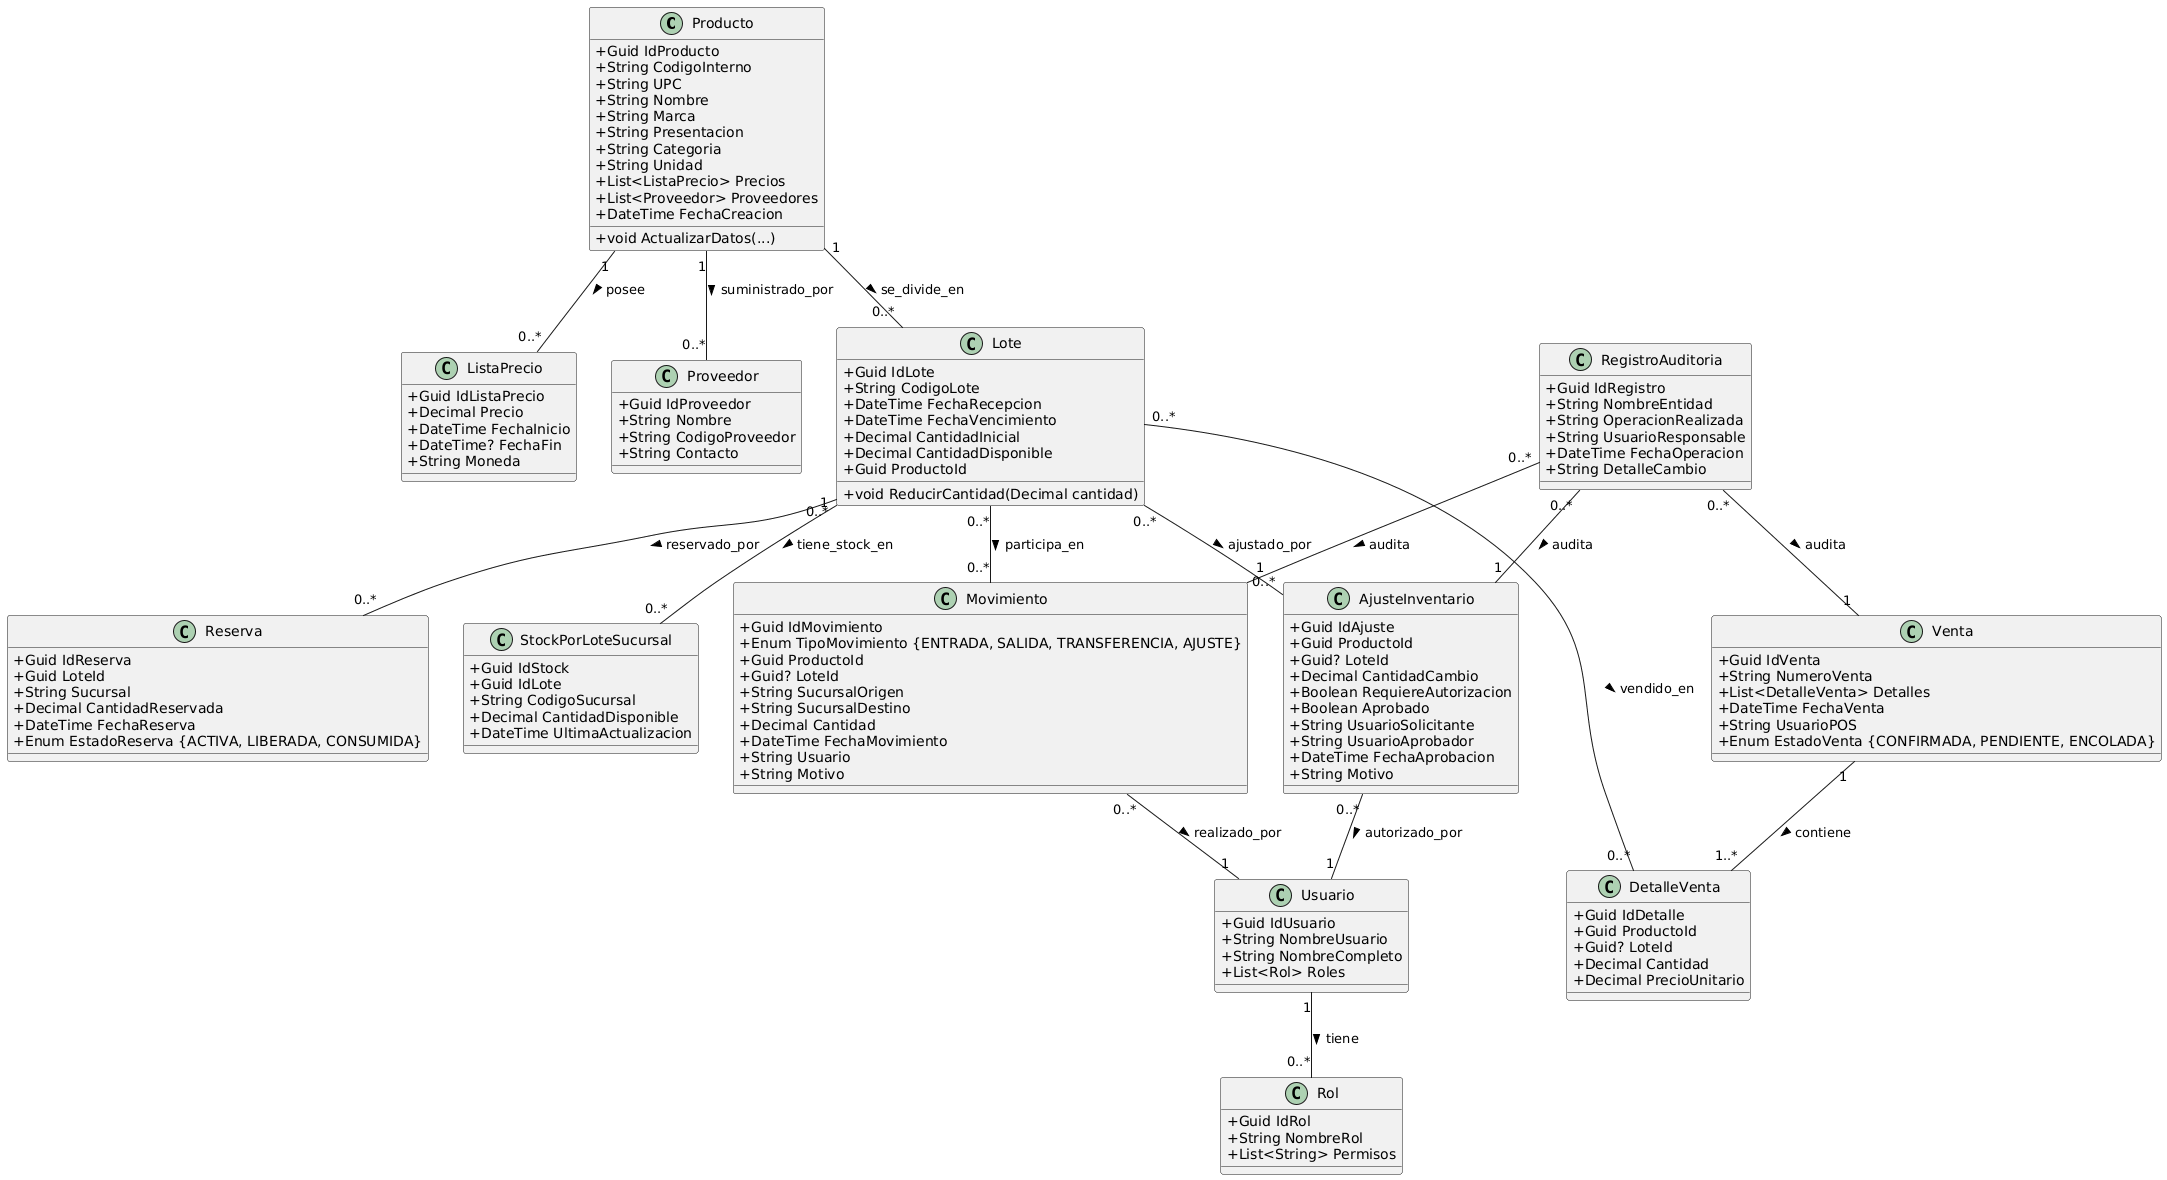 C Producto
+Guid IdProducto
+String CodigoInterno
+String UPC
+String Nombre
+String Marca
+String Presentacion
+String Categoria
+String Unidad
+List<ListaPrecio> Precios
+List<Proveedor> Proveedores
+DateTime FechaCreacion
+void ActualizarDatos(...)
1
1
1
posee
suministrado_por
se_divide_en
0..*
0..*
0..*
C ListaPrecio
+Guid IdListaPrecio
+Decimal Precio
+DateTime FechaInicio
+DateTime? FechaFin
+String Moneda
C Proveedor
+Guid IdProveedor
+String Nombre
+String CodigoProveedor
+String Contacto
C Lote
+Guid IdLote
+String CodigoLote
+DateTime FechaRecepcion
+DateTime FechaVencimiento
+Decimal CantidadInicial
+Decimal CantidadDisponible
+Guid ProductoId
+void ReducirCantidad(Decimal cantidad)
C RegistroAuditoria
+Guid IdRegistro
+String NombreEntidad
+String OperacionRealizada
+String UsuarioResponsable
+DateTime FechaOperacion
+String DetalleCambio
0..*
0..*
1
0..*
0..*
0..*
0..*
0..*
reservado_por
tiene_stock_en
participa_en
ajustado_por
audita
audita
audita
0..*
0..*
0..*
1
0..*
1
1
C Reserva
+Guid IdReserva
+Guid LoteId
+String Sucursal
+Decimal CantidadReservada
+DateTime FechaReserva
+Enum EstadoReserva {ACTIVA, LIBERADA, CONSUMIDA}
C StockPorLoteSucursal
+Guid IdStock
+Guid IdLote
+String CodigoSucursal
+Decimal CantidadDisponible
+DateTime UltimaActualizacion
C Movimiento
+Guid IdMovimiento
+Enum TipoMovimiento {ENTRADA, SALIDA, TRANSFERENCIA, AJUSTE}
+Guid ProductoId
+Guid? LoteId
+String SucursalOrigen
+String SucursalDestino
+Decimal Cantidad
+DateTime FechaMovimiento
+String Usuario
+String Motivo
C AjusteInventario
+Guid IdAjuste
+Guid ProductoId
+Guid? LoteId
+Decimal CantidadCambio
+Boolean RequiereAutorizacion
+Boolean Aprobado
+String UsuarioSolicitante
+String UsuarioAprobador
+DateTime FechaAprobacion
+String Motivo
vendido_en
C Venta
+Guid IdVenta
+String NumeroVenta
+List<DetalleVenta> Detalles
+DateTime FechaVenta
+String UsuarioPOS
+Enum EstadoVenta {CONFIRMADA, PENDIENTE, ENCOLADA}
0..*
0..*
1
realizado_por
autorizado_por
contiene
1
1
0..*
1..*
C Usuario
+Guid IdUsuario
+String NombreUsuario
+String NombreCompleto
+List<Rol> Roles
C DetalleVenta
+Guid IdDetalle
+Guid ProductoId
+Guid? LoteId
+Decimal Cantidad
+Decimal PrecioUnitario
1
tiene
0..*
C Rol
+Guid IdRol
+String NombreRol
+List<String> Permisos